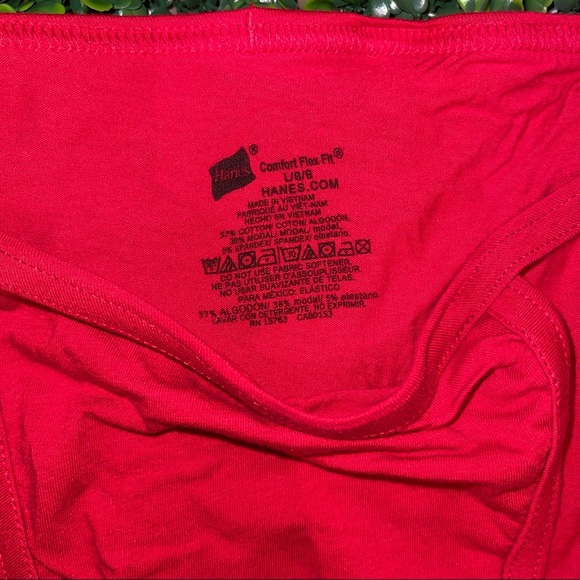 Hanes® Comfort Flex Fit®
L/G/G
HANES.COM
MADE IN VIETNAM
FABRIQUÉ AU VIÊT-NAM
HECHO EN VIETNAM
57% COTTON/ COTON/ ALGODÓN,
38% MODAL/ MODAL/ modal,
5% SPANDEX/ SPANDEX/ elastano.
DO NOT USE FABRIC SOFTENER.
NE PAS UTILISER D'ASSOUPLISSEUR.
NO USAR SUAVIZANTE DE TELAS.
PARA MÉXICO: ELÁSTICO
57% ALGODÓN/ 38% modal/ 5% elastano.
LAVAR CON DETERGENTE. NO EXPRIMIR.
RN 15763 CA00153